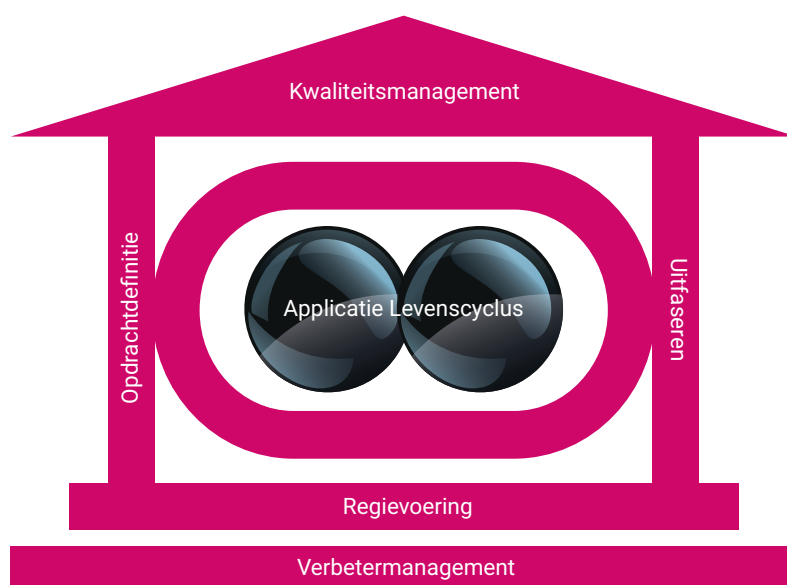 Kwaliteitsmanagement
Opdrachtdefinitie
Applicatie Levenscyclus
Uitfaseren
Regievoering
Verbetermanagement